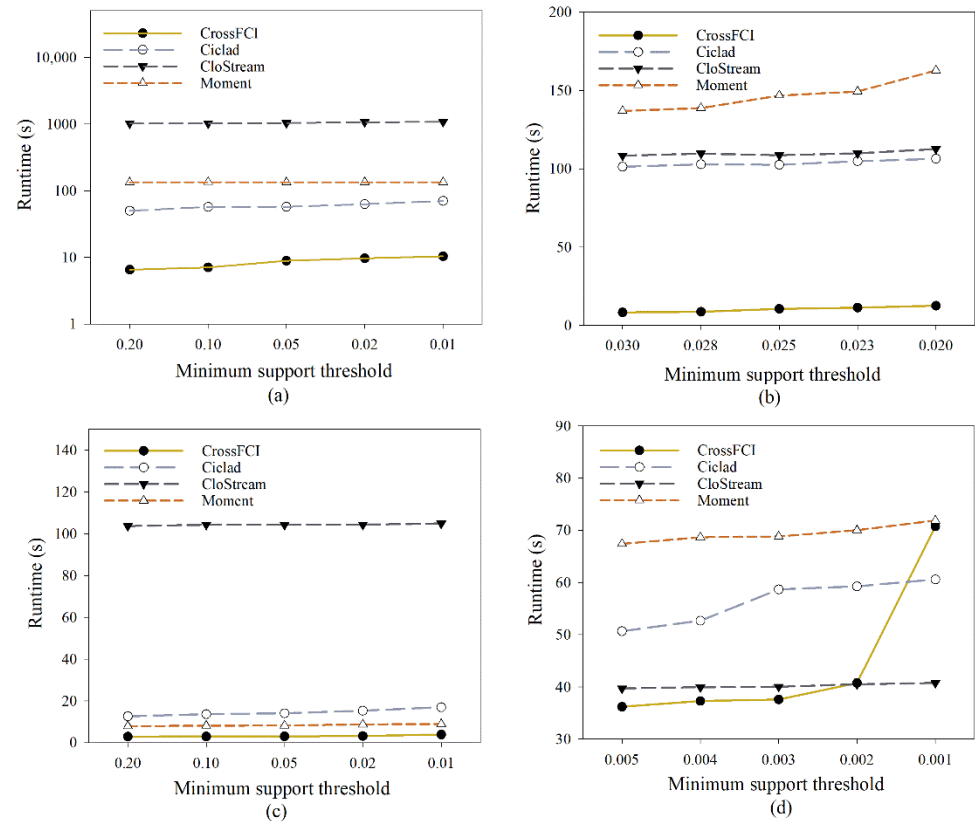 CrossFCI
Ciclad
CloStream
Moment
10,000
1000
100
10
1
Runtime (s)
0.20 0.10 0.05 0.02 0.01
Minimum support threshold
(a)
CrossFCI
Ciclad
CloStream
Moment
200
150
100
50
0
Runtime (s)
0.030 0.028 0.025 0.023 0.020
Minimum support threshold
(b)
CrossFCI
Ciclad
CloStream
Moment
140
120
100
80
60
40
20
0
Runtime (s)
0.20 0.10 0.05 0.02 0.01
Minimum support threshold
(c)
CrossFCI
Ciclad
CloStream
Moment
90
80
70
60
50
40
30
Runtime (s)
0.005 0.004 0.003 0.002 0.001
Minimum support threshold
(d)